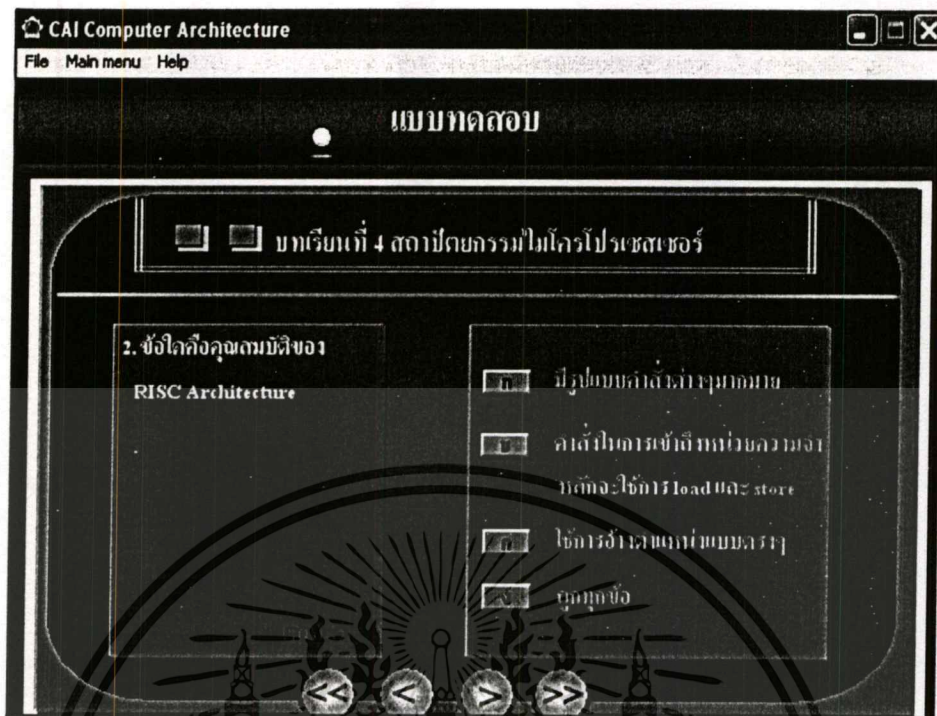 CAI Computer Architecture
File Main menu Help
แบบทดสอบ
บทเรียนที่ 4 สถาปัตยกรรมไมโครโปรเซสเซอร์
2. ข้อใดคือคุณสมบัติของ
RISC Architecture
ก มีรูปแบบคำสั่งต่างๆมากมาย
ข คำสั่งในการเข้าถึงหน่วยความจำ
หลักจะใช้การ load และ store
ค ใช้การอ้างตำแหน่งแบบตรงๆ
ง ถูกทุกข้อ
<< < > >>